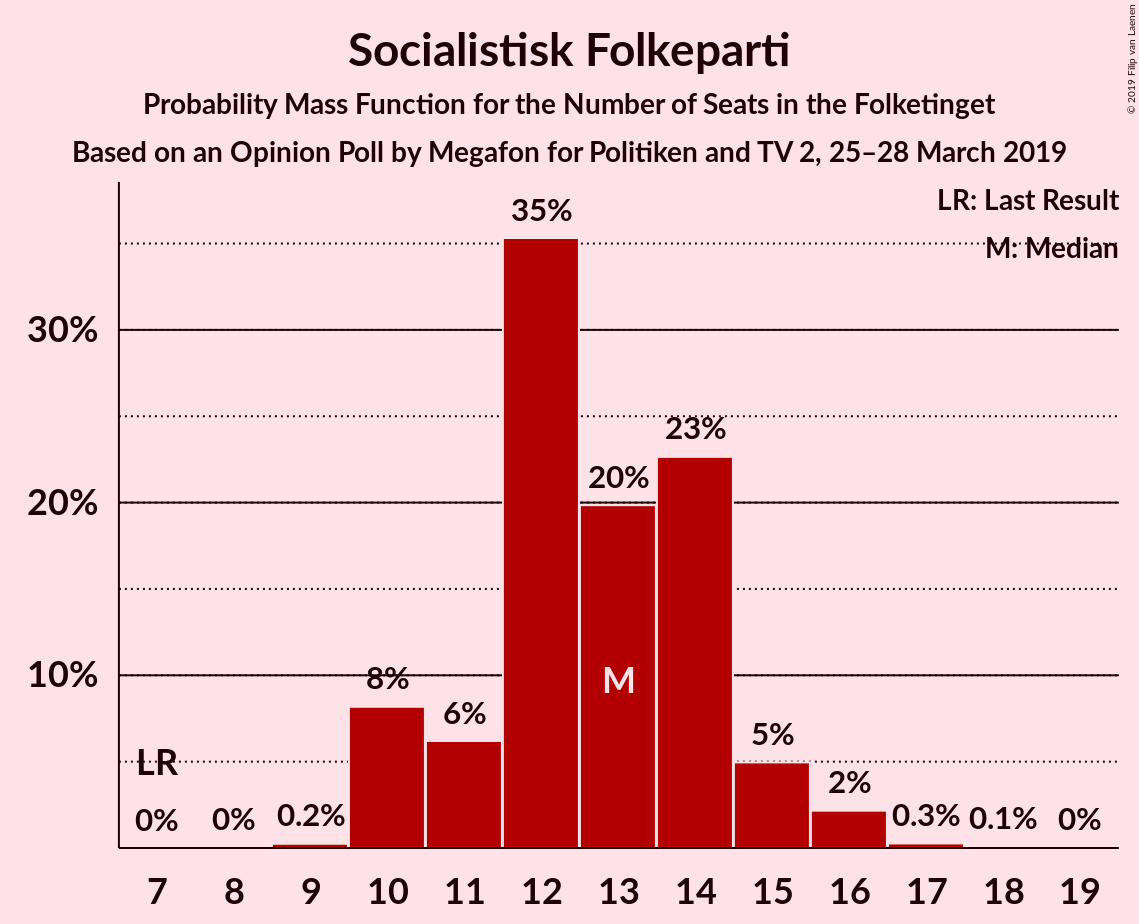 Socialistisk Folkeparti
Probability Mass Function for the Number of Seats in the Folketinget
Based on an Opinion Poll by Megafon for Politiken and TV 2, 25–28 March 2019
© 2019 Filip van Laenen
LR: Last Result
M: Median
35%
30%
23%
20%
20%
M
10%
8%
6%
5%
2%
LR
0%
0%
0.2%
0.3%
0.1%
0%
7 8 9 10 11 12 13 14 15 16 17 18 19